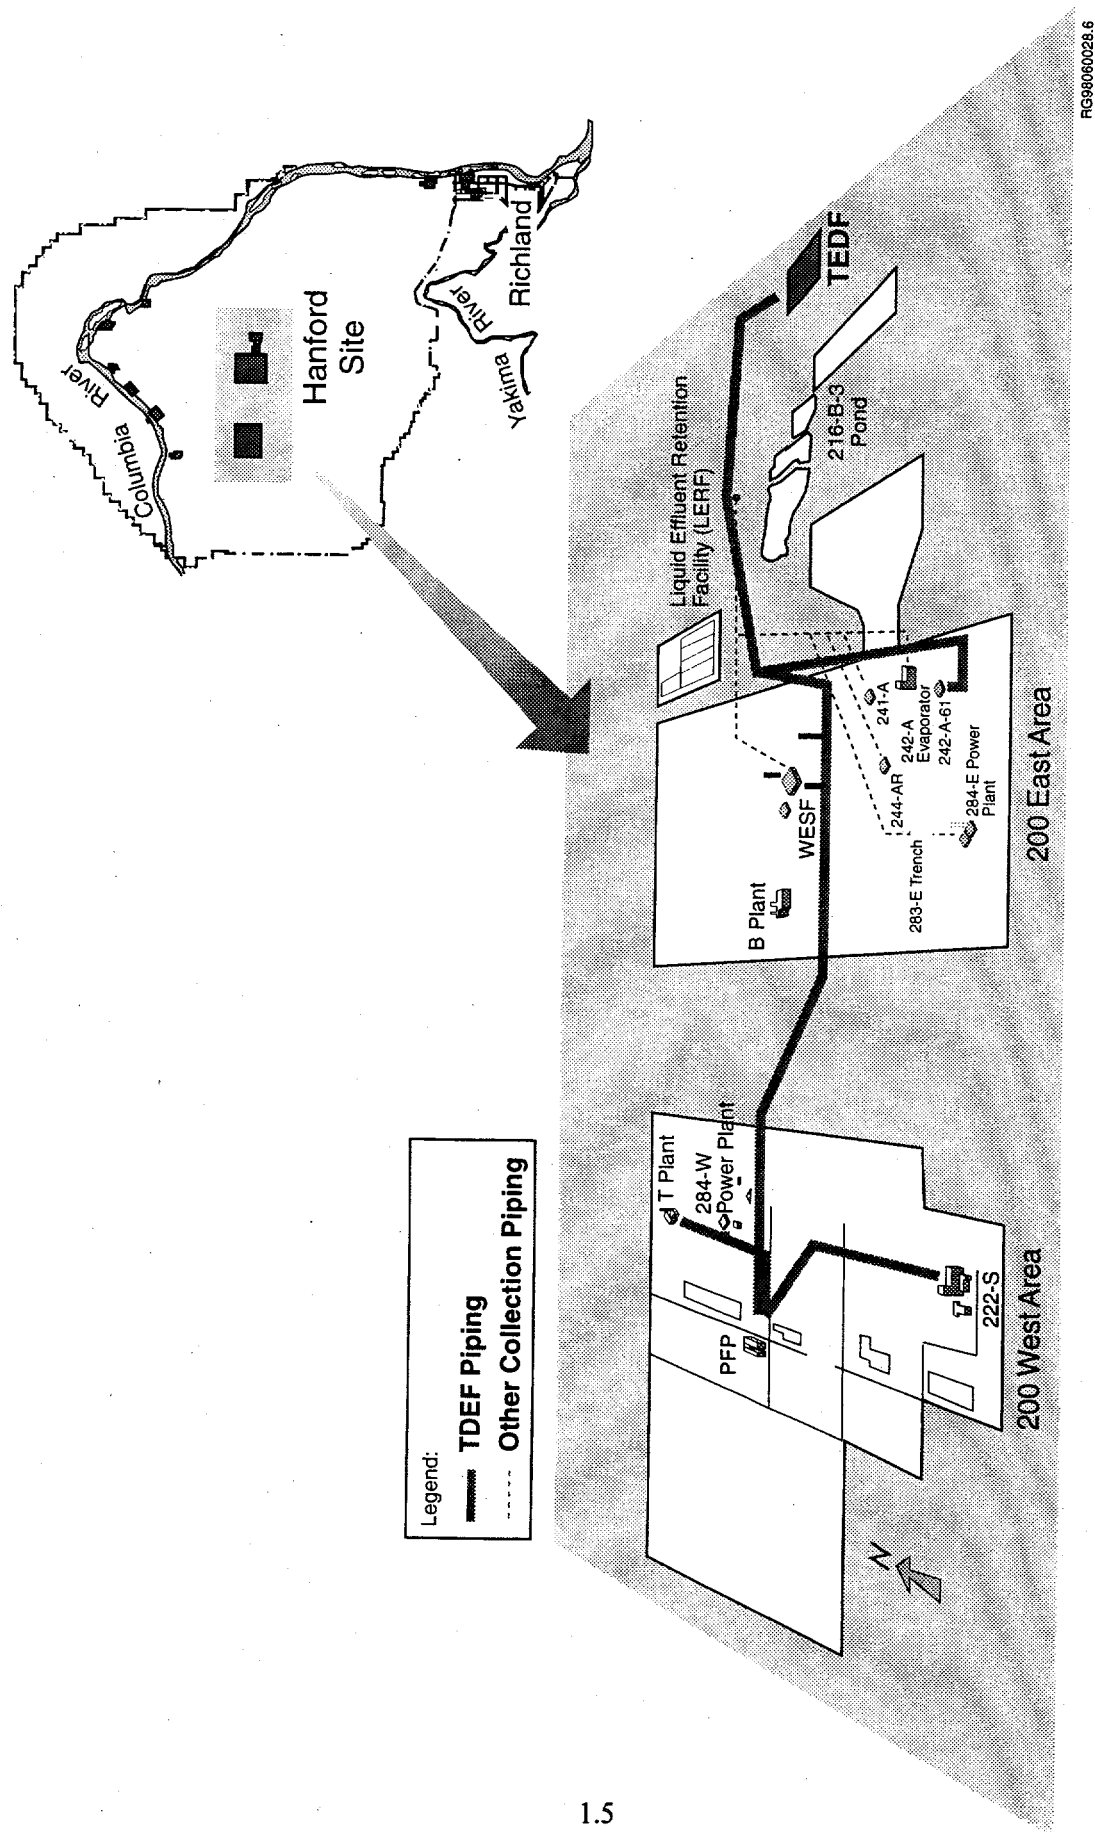 Columbia
River
Hanford
Site
Yakima
River
Richland
Legend:
TDEF Piping
Other Collection Piping
Liquid Effluent Retention
Facility (LERF)
TEDF
216-B-3
Pond
T Plant
284-W
Power Plant
PFP
222-S
200 West Area
N
B Plant
WESF
241-A
242-A
Evaporator
242-A-61
244-AR
283-E Trench
284-E Power
Plant
200 East Area
RG98060028.6
1.5